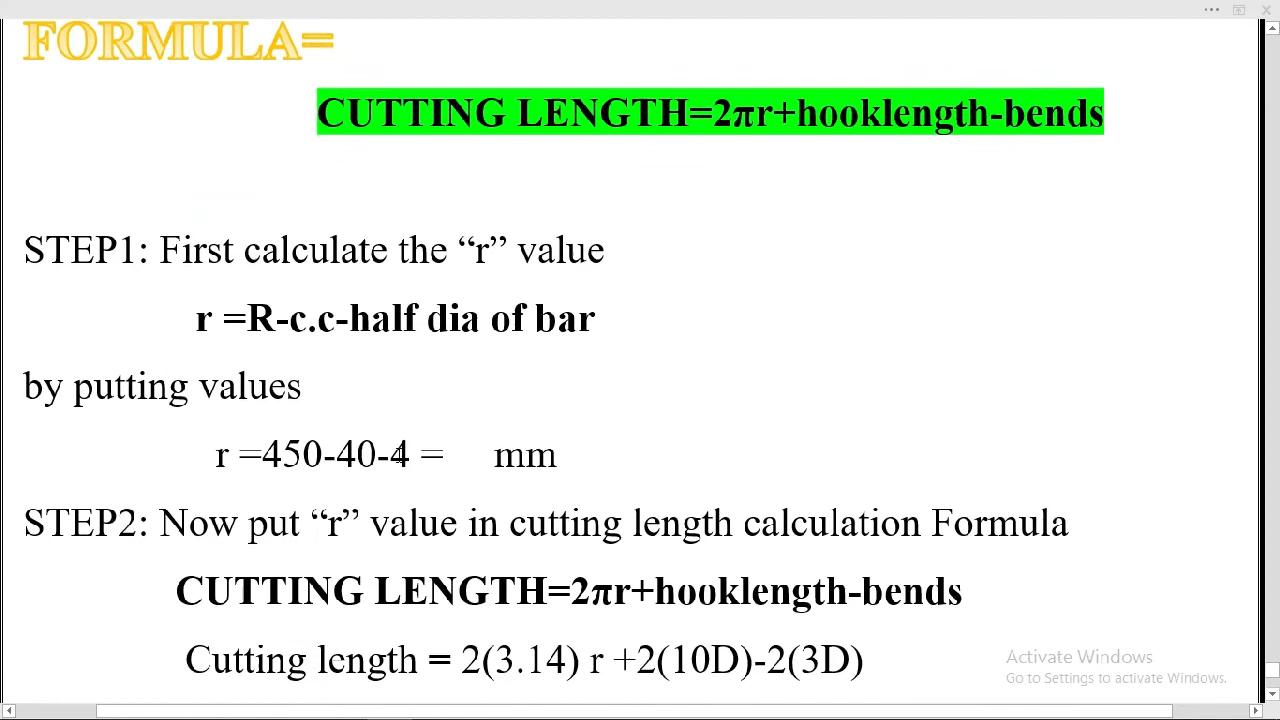 FORMULA=
CUTTING LENGTH=2πr+hooklength-bends
STEP1: First calculate the “r” value
r =R-c.c-half dia of bar
by putting values
r =450-40-4 = mm
STEP2: Now put “r” value in cutting length calculation Formula
CUTTING LENGTH=2πr+hooklength-bends
Cutting length = 2(3.14) r +2(10D)-2(3D)
Activate Windows
Go to Settings to activate Windows.